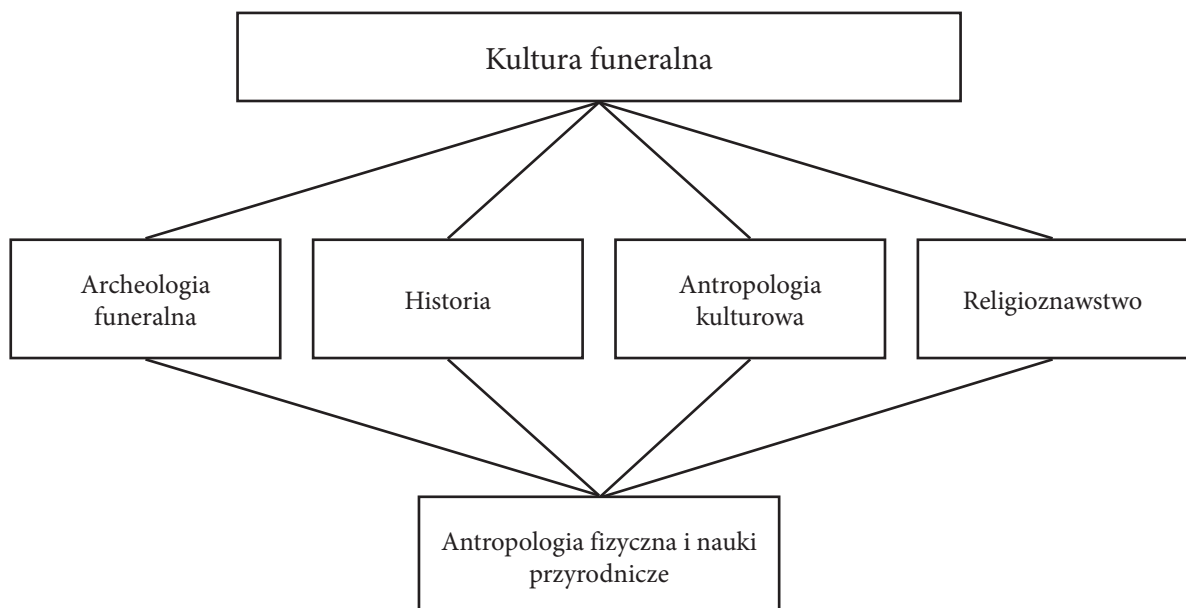 Kultura funeralna
Archeologia
funeralna
Historia
Antropologia
kulturowa
Religioznawstwo
Antropologia fizyczna i nauki
przyrodnicze